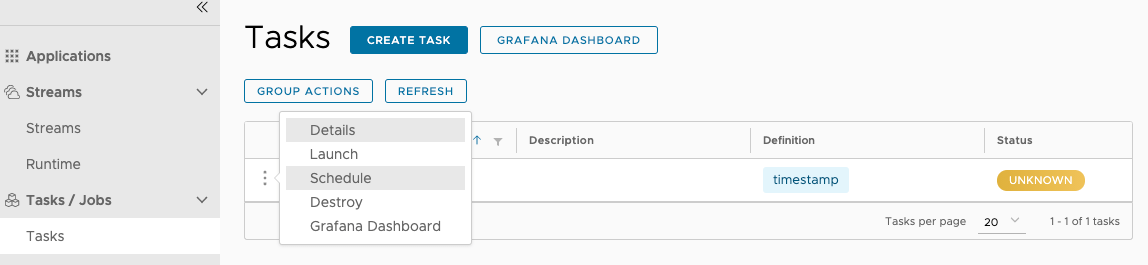 Applications
Streams
Streams
Runtime
Tasks / Jobs
Tasks
Tasks CREATE TASK GRAFANA DASHBOARD
GROUP ACTIONS REFRESH
Description Definition Status
Details
Launch
Schedule
Destroy
Grafana Dashboard
timestamp UNKNOWN
Tasks per page 20 1 - 1 of 1 tasks